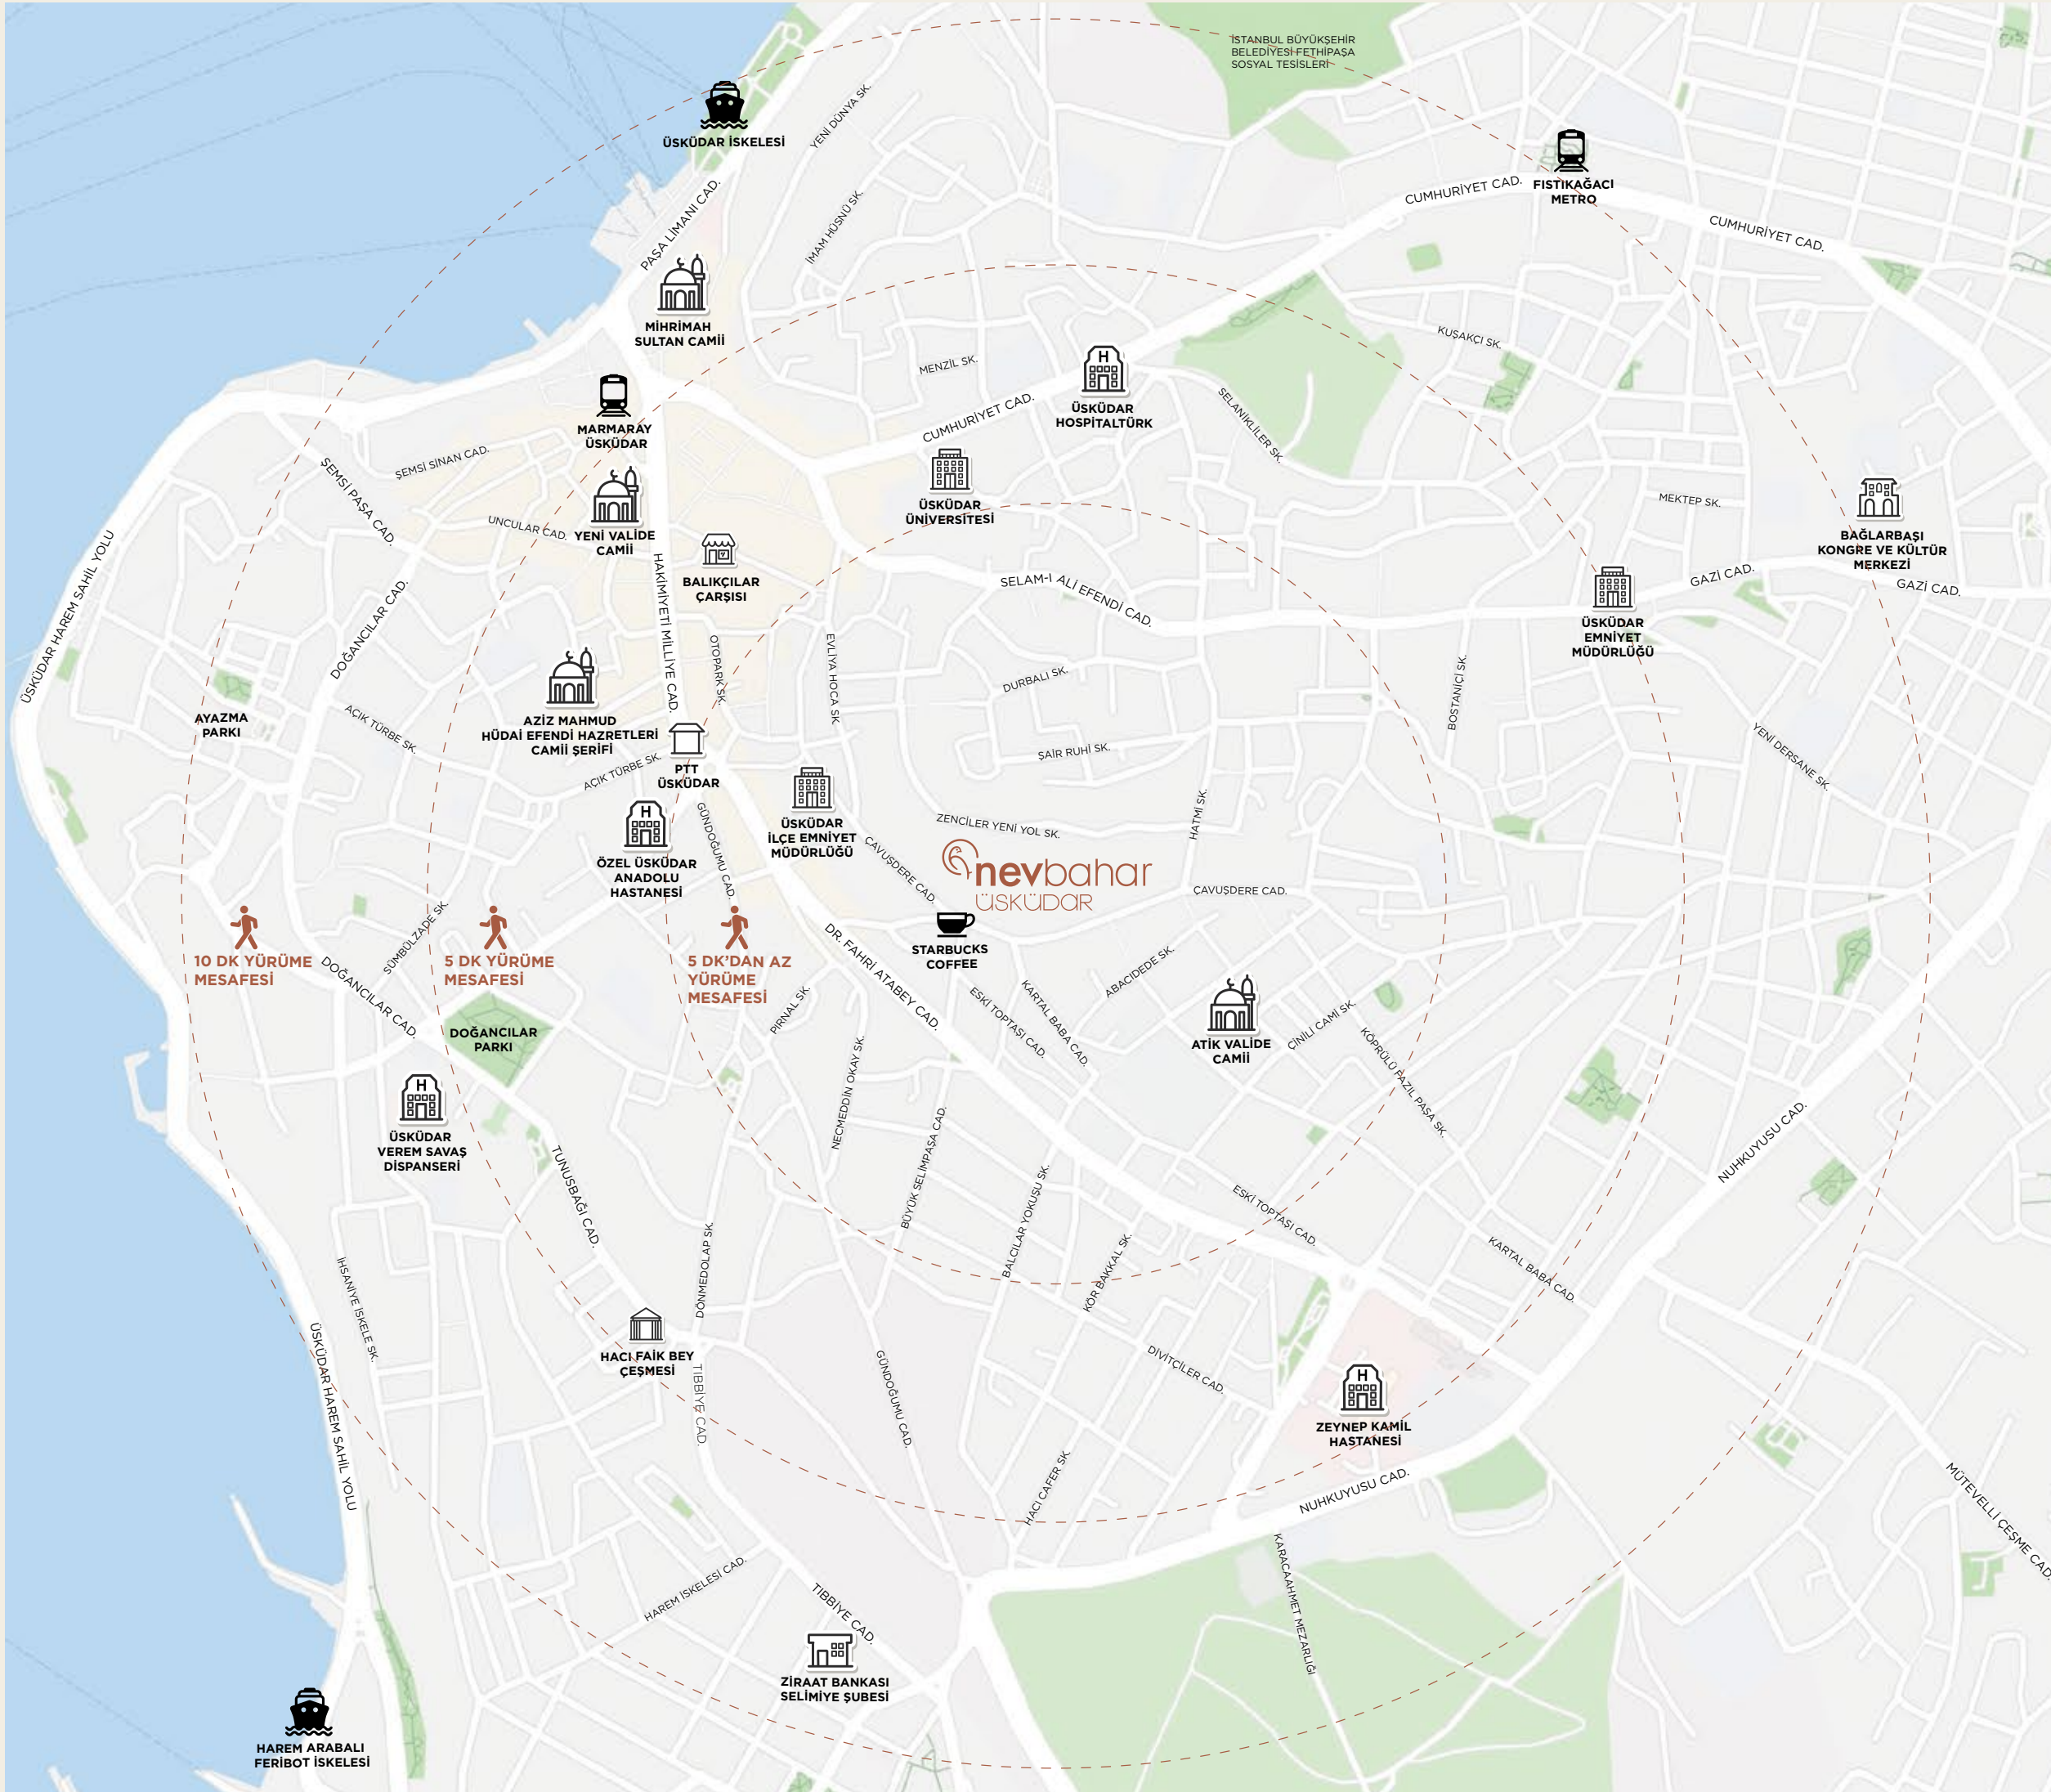 İSTANBUL BÜYÜKŞEHİR
BELEDİYESİ FETHİPAŞA
SOSYAL TESİSLERİ
ÜSKÜDAR İSKELESİ
YENİ DÜNYA SK.
PAŞA LİMANI CAD.
İMAM HÜSNÜ SK.
CUMHURİYET CAD.
FISTIKAĞACI
METRO
CUMHURİYET CAD.
MİHRİMAH
SULTAN CAMİİ
KUŞAKÇI SK.
MENZİL SK.
H
ÜSKÜDAR
HOSPİTALTÜRK
CUMHURİYET CAD.
SELANİKLİLER SK.
MARMARAY
ÜSKÜDAR
ŞEMSİ SİNAN CAD.
ŞEMSİ PAŞA CAD.
UNCULAR CAD.
YENİ VALİDE
CAMİİ
ÜSKÜDAR
ÜNİVERSİTESİ
MEKTEP SK.
BAĞLARBAŞI
KONGRE VE KÜLTÜR
MERKEZİ
BALIKÇILAR
ÇARŞISI
SELAM-I ALİ EFENDİ CAD.
GAZİ CAD.
GAZİ CAD.
ÜSKÜDAR
EMNİYET
MÜDÜRLÜĞÜ
ÜSKÜDAR HAREM SAHİL YOLU
DOĞANCILAR CAD.
HAKİMİYETİ MİLLİYE CAD.
OTOPARK SK.
EVLİYA HOCA SK.
DURBALI SK.
BOSTANİÇİ SK.
AYAZMA
PARKI
AÇIK TÜRBE SK.
AZİZ MAHMUD
HÜDAİ EFENDİ HAZRETLERİ
CAMİİ ŞERİFİ
AÇIK TÜRBE SK.
PTT
ÜSKÜDAR
ŞAİR RUHİ SK.
YENİ DERSANE SK.
H
ÖZEL ÜSKÜDAR
ANADOLU
HASTANESİ
GÜNDOĞUMU CAD.
ÜSKÜDAR
İLÇE EMNİYET
MÜDÜRLÜĞÜ
ZENCİLER YENİ YOL SK.
HATMİ SK.
ÇAVUŞDERE CAD.
nevbahar
ÜSKÜDAR
ÇAVUŞDERE CAD.
STARBUCKS
COFFEE
10 DK YÜRÜME
MESAFESİ
SÜMBÜLZADE SK.
5 DK YÜRÜME
MESAFESİ
5 DK'DAN AZ
YÜRÜME
MESAFESİ
DOĞANCILAR CAD.
DR. FAHRİ ATABEY CAD.
PIRNAL SK.
ESKİ TOPTAŞI CAD.
KARTAL BABA CAD.
ABACIDEDE SK.
DOĞANCILAR
PARKI
ATİK VALİDE
CAMİİ
ÇİNİLİ CAMİ SK.
KÖPRÜLÜ FAZIL PAŞA SK.
H
ÜSKÜDAR
VEREM SAVAŞ
DİSPANSERİ
NECMEDDİN OKAY SK.
BÜYÜK SELİMPAŞA CAD.
NUHKUYUSU CAD.
TUNUSBAĞI CAD.
DÖNMEDOLAP SK.
BALCILAR YOKUŞU SK.
KÖR BAKKAL SK.
ESKİ TOPTAŞI CAD.
KARTAL BABA CAD.
İHSANİYE İSKELE SK.
ÜSKÜDAR HAREM SAHİL YOLU
HACI FAİK BEY
ÇEŞMESİ
TIBBİYE CAD.
GÜNDOĞUMU CAD.
DİVİTÇİLER CAD.
H
ZEYNEP KAMİL
HASTANESİ
HACI CAFER SK.
NUHKUYUSU CAD.
MÜTEVELLİ ÇEŞME CAD.
HAREM İSKELESİ CAD.
TIBBİYE CAD.
KARACAAHMET MEZARLIĞI
ZİRAAT BANKASI
SELİMİYE ŞUBESİ
HAREM ARABALI
FERİBOT İSKELESİ